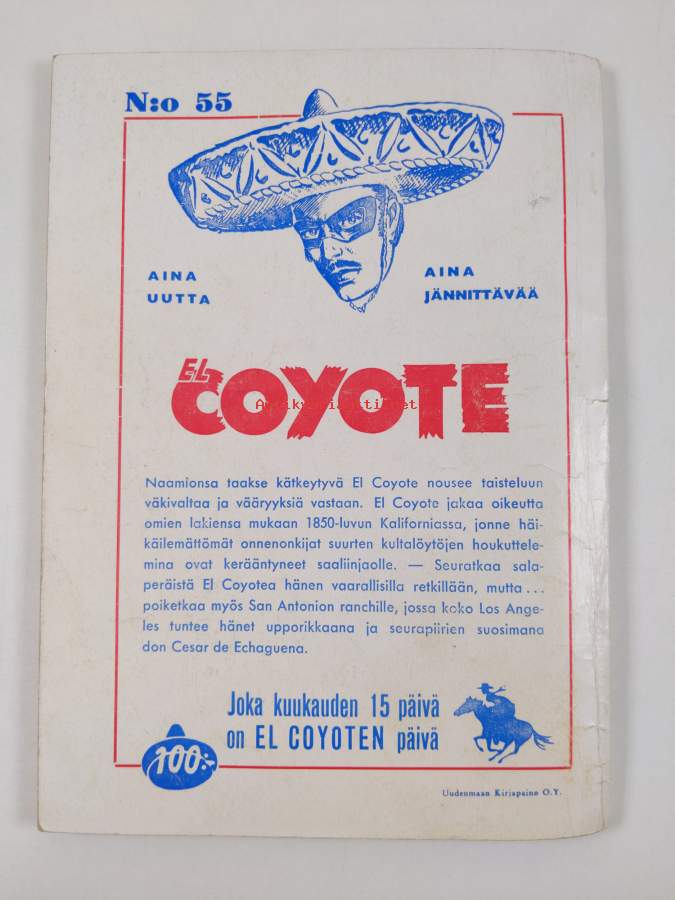 N:o 55
AINA
UUTTA
AINA
JÄNNITTÄVÄÄ
EL
COYOTE
Naamionsa taakse kätkeytyvä El Coyote nousee taisteluun
väkivaltaa ja vääryyksiä vastaan. El Coyote jakaa oikeutta
omien lakiensa mukaan 1850-luvun Kaliforniassa, jonne häi-
käilemättömät onnenonkijat suurten kultalöytöjen houkuttele-
mina ovat kerääntyneet saaliinjaolle. — Seuratkaa sala-
peräistä El Coyotea hänen vaarallisilla retkillään, mutta ...
poiketkaa myös San Antonion ranchille, jossa koko Los Ange-
les tuntee hänet upporikkaana ja seurapiirien suosimana
don Cesar de Echaguena.
Joka kuukauden 15 päivä
on EL COYOTEN päivä
100:-
Uudenmaan Kirjapaino O.Y.